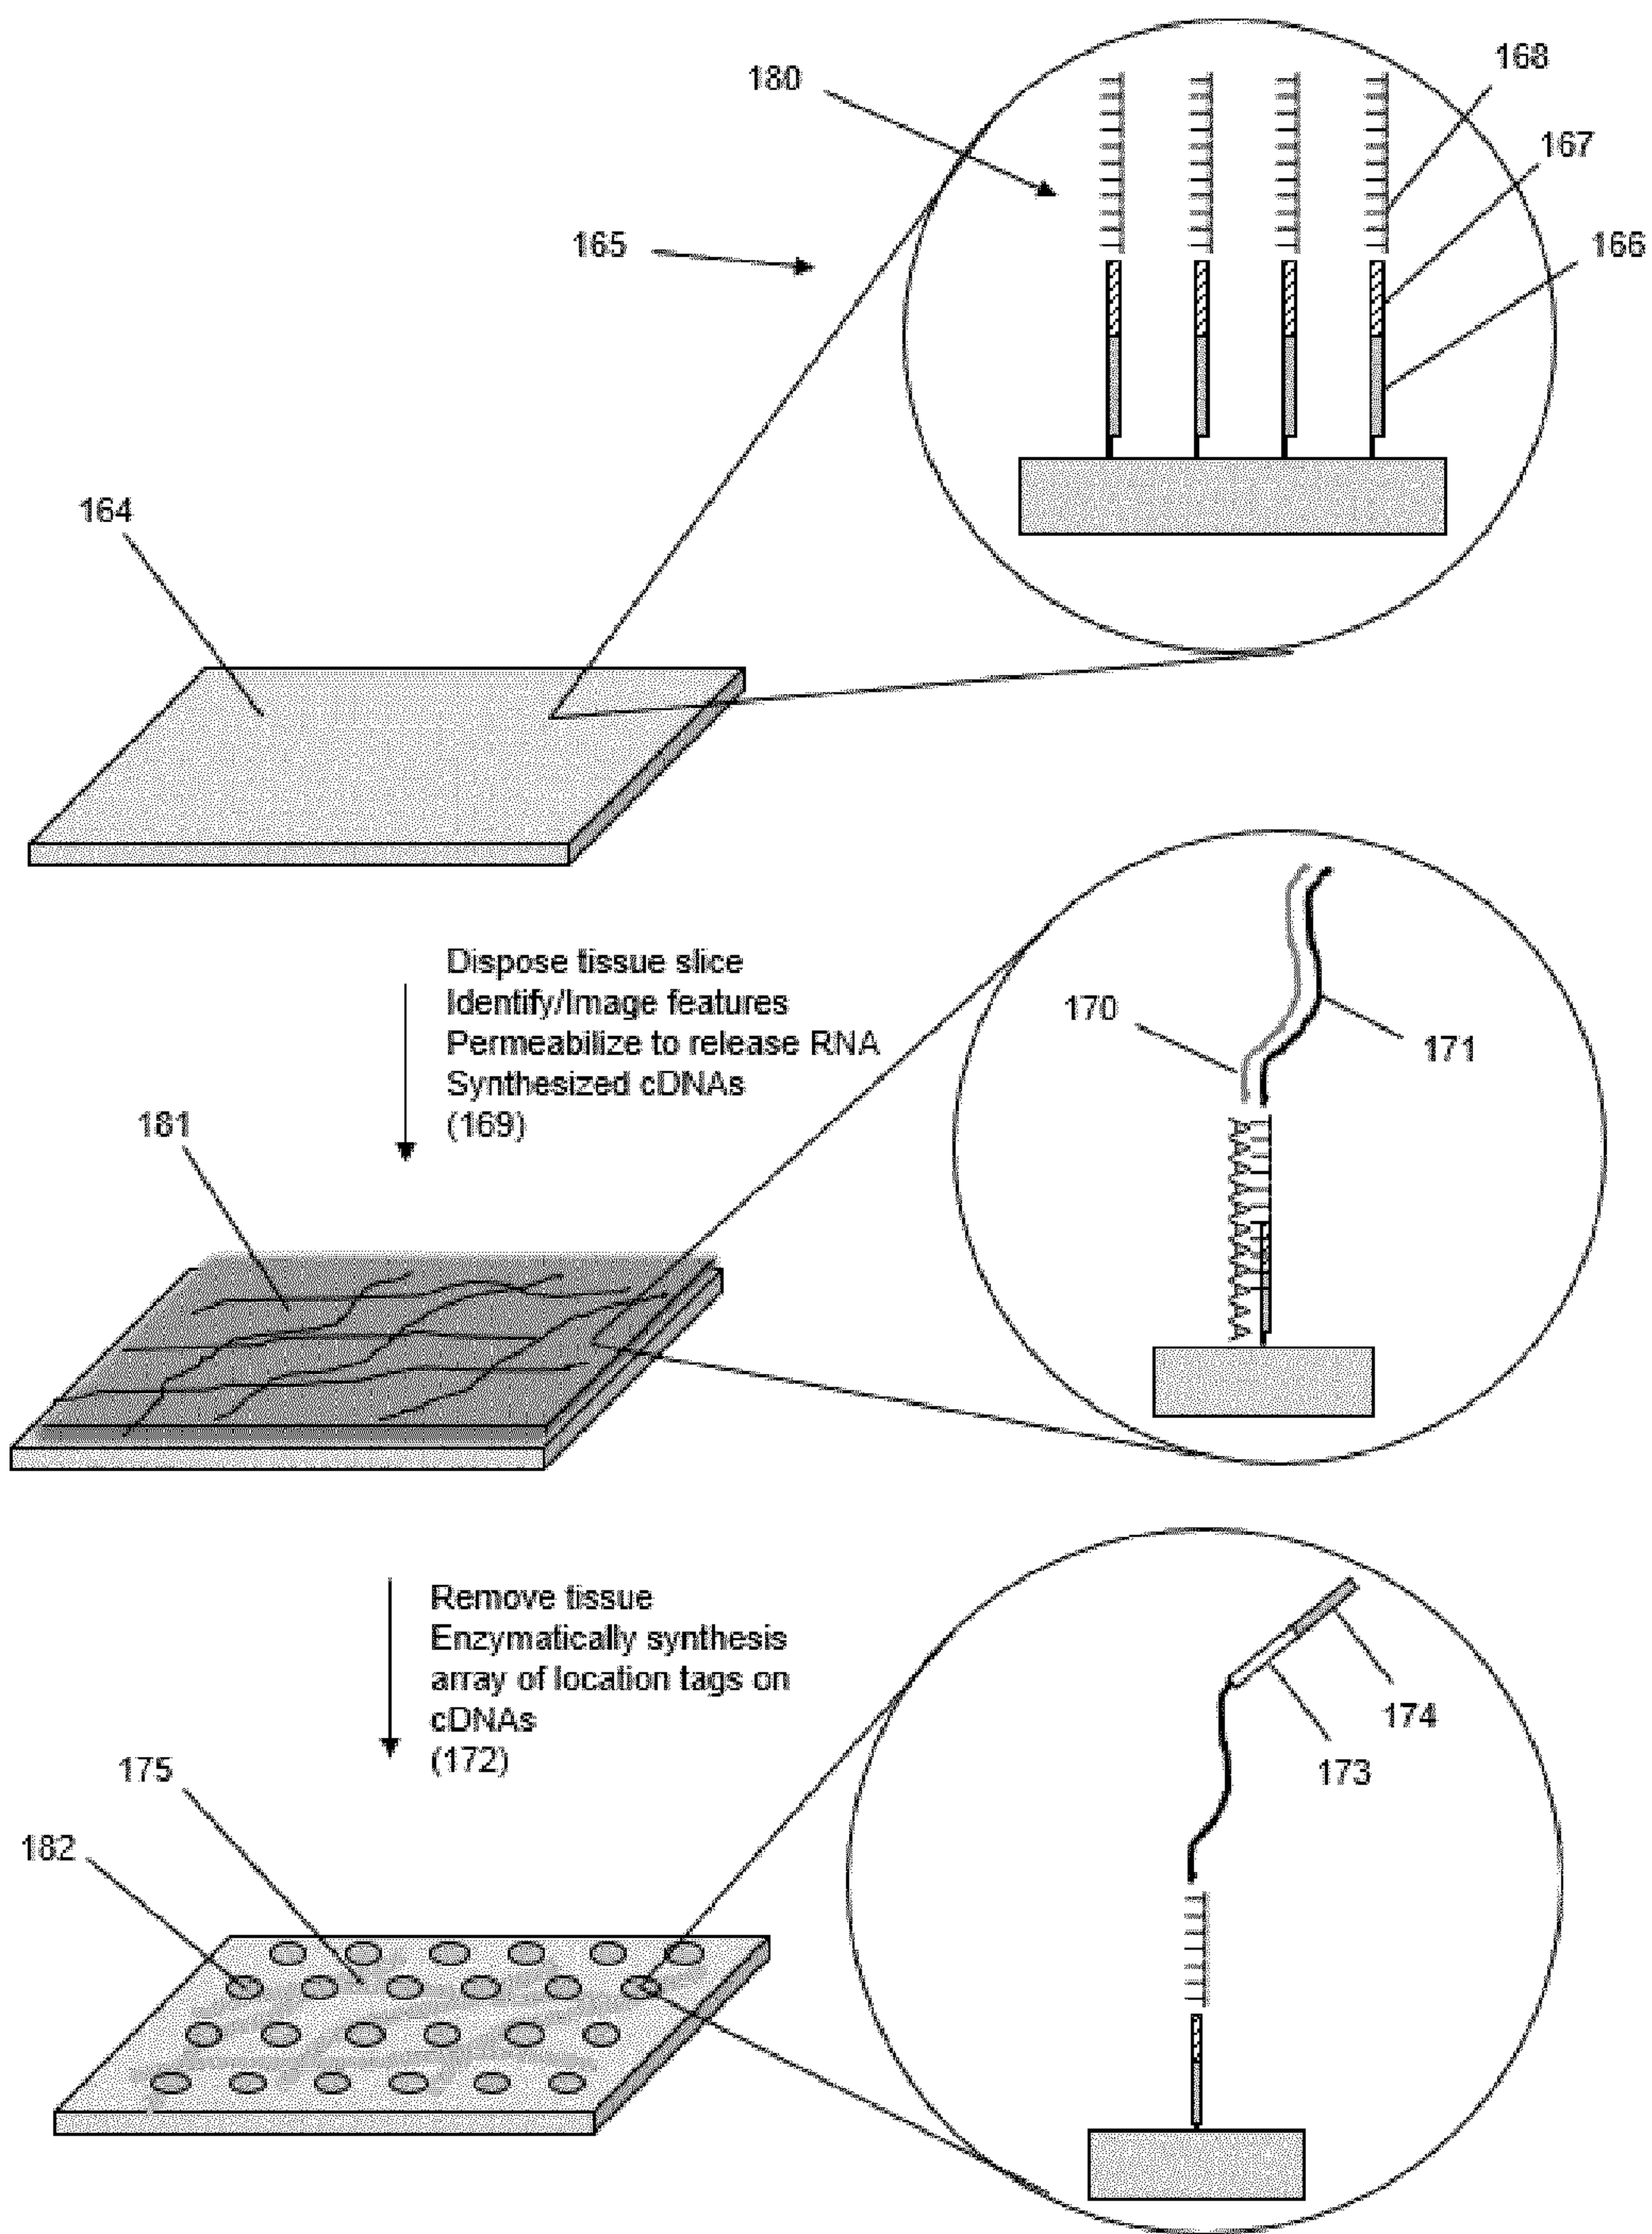 180
168
167
165
166
164
Dispose tissue slice
Identify/Image features
Permeabilize to release RNA
Synthesized cDNAs
(169)
170
171
181
AAAAAAAAAAAAA
Remove tissue
Enzymatically synthesis
array of location tags on
cDNAs
(172)
174
173
175
182